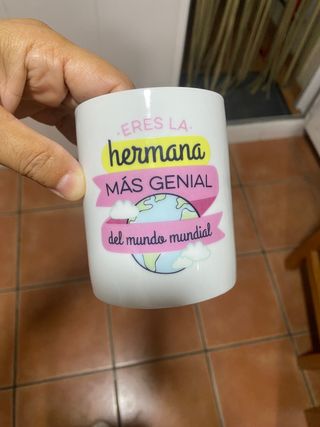 ·ERES LA·
hermana
MÁS GENIAL
del mundo mundial